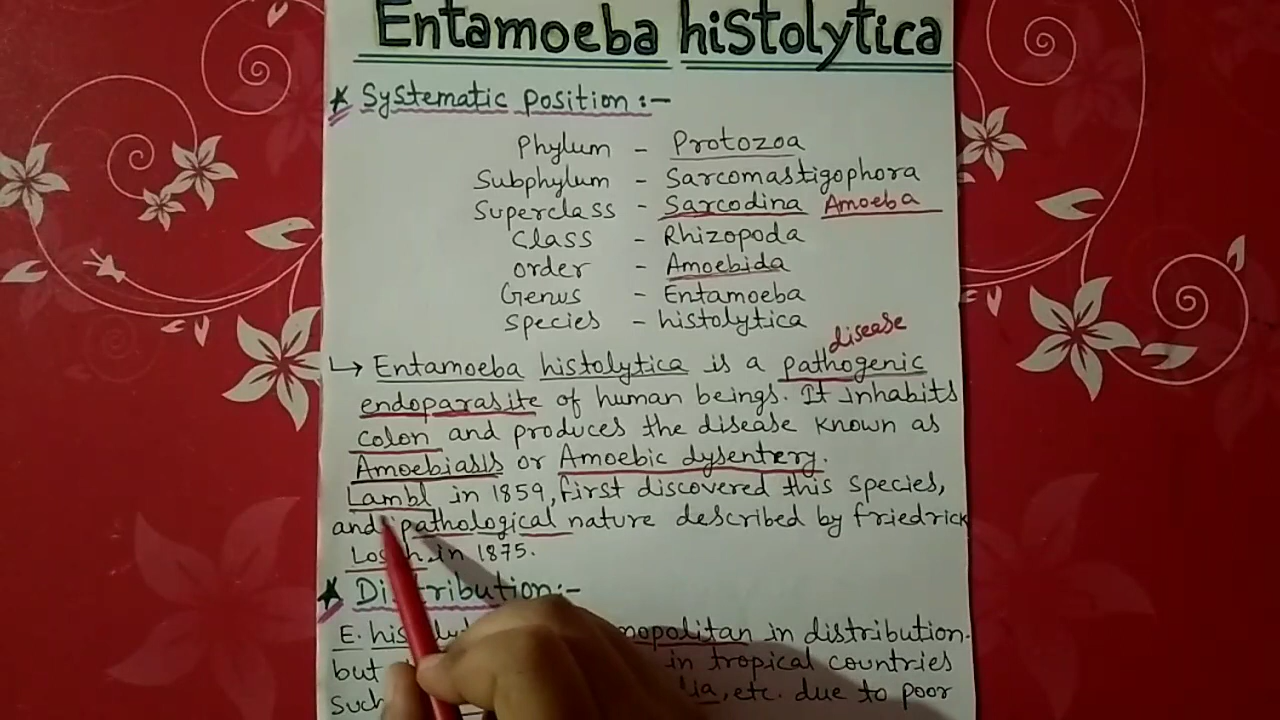 Entamoeba histolytica
Systematic position :-
Phylum - Protozoa
Subphylum - Sarcomastigophora
Superclass - Sarcodina Amoeba
Class - Rhizopoda
order - Amoebida
Genus - Entamoeba
species - histolytica
disease
↳ Entamoeba histolytica is a pathogenic
endoparasite of human beings. It inhabits
colon and produces the disease known as
Amoebiasis or Amoebic dysentery.
Lambl in 1859, first discovered this species,
and pathological nature described by Friedrick
in 1875.
Distribution :-
E. in distribution.
but in tropical countries
such etc. due to poor